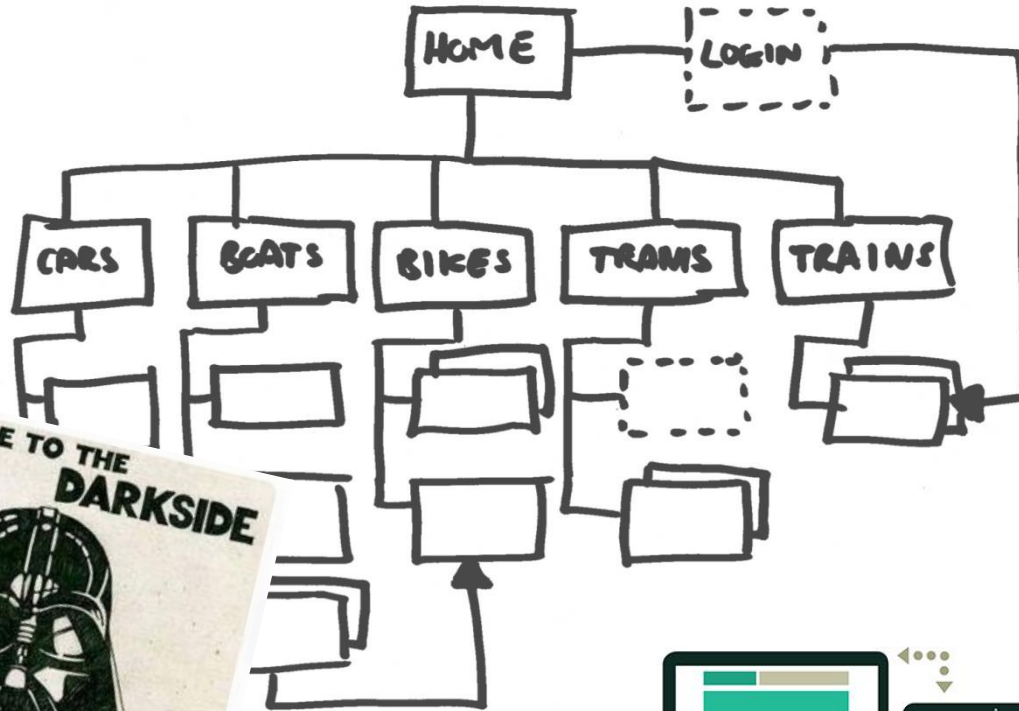 HOME
LOGIN
CARS
BOATS
BIKES
TRAMS
TRAINS
E TO THE
DARKSIDE